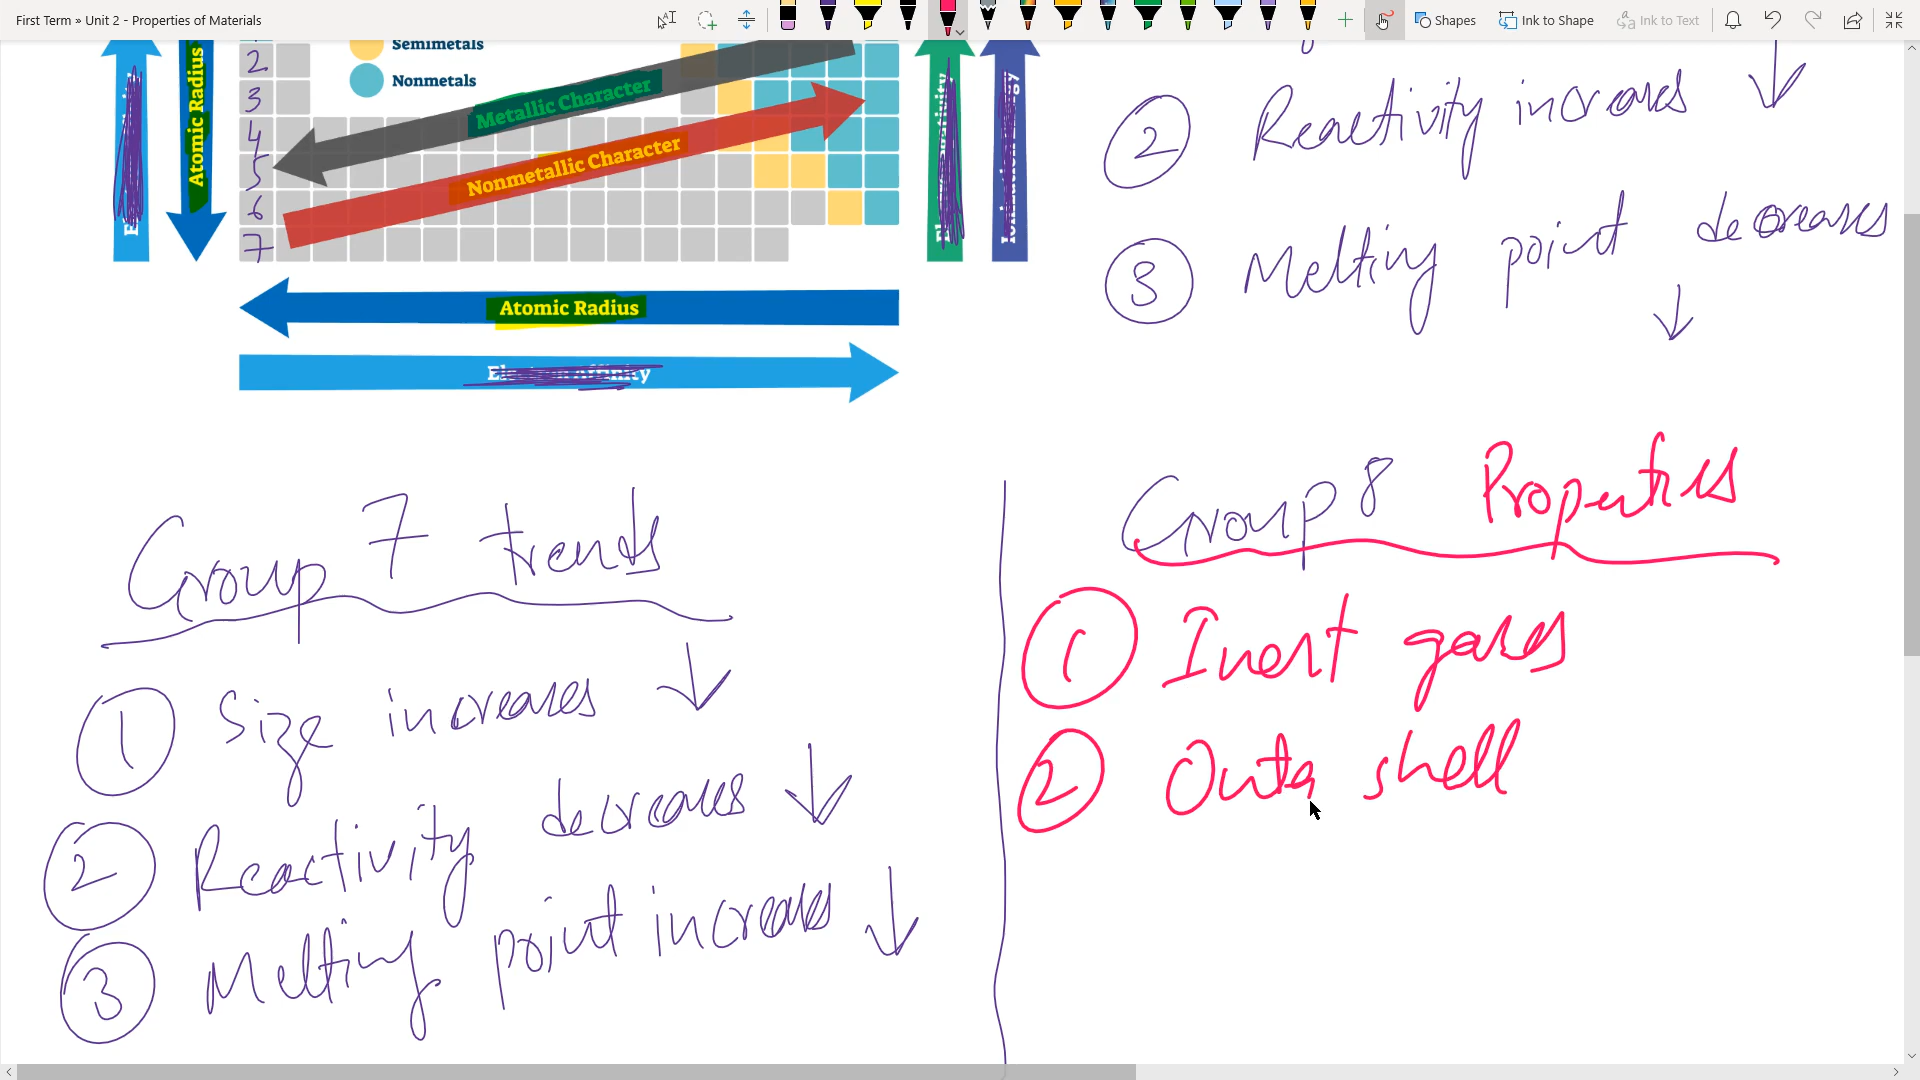 First Term » Unit 2 - Properties of Materials
Shapes
Ink to Shape
Ink to Text
Semimetals
Nonmetals
2
3
4
5
6
7
Atomic Radius
Metallic Character
Nonmetallic Character
Atomic Radius
② Reactivity increases ↓
③ Melting point decreases
↓
Group 7 trends
① Size increases ↓
② Reactivity decreases ↓
③ Melting point increases ↓
Group 8 Properties
① Inert gases
② Outer shell